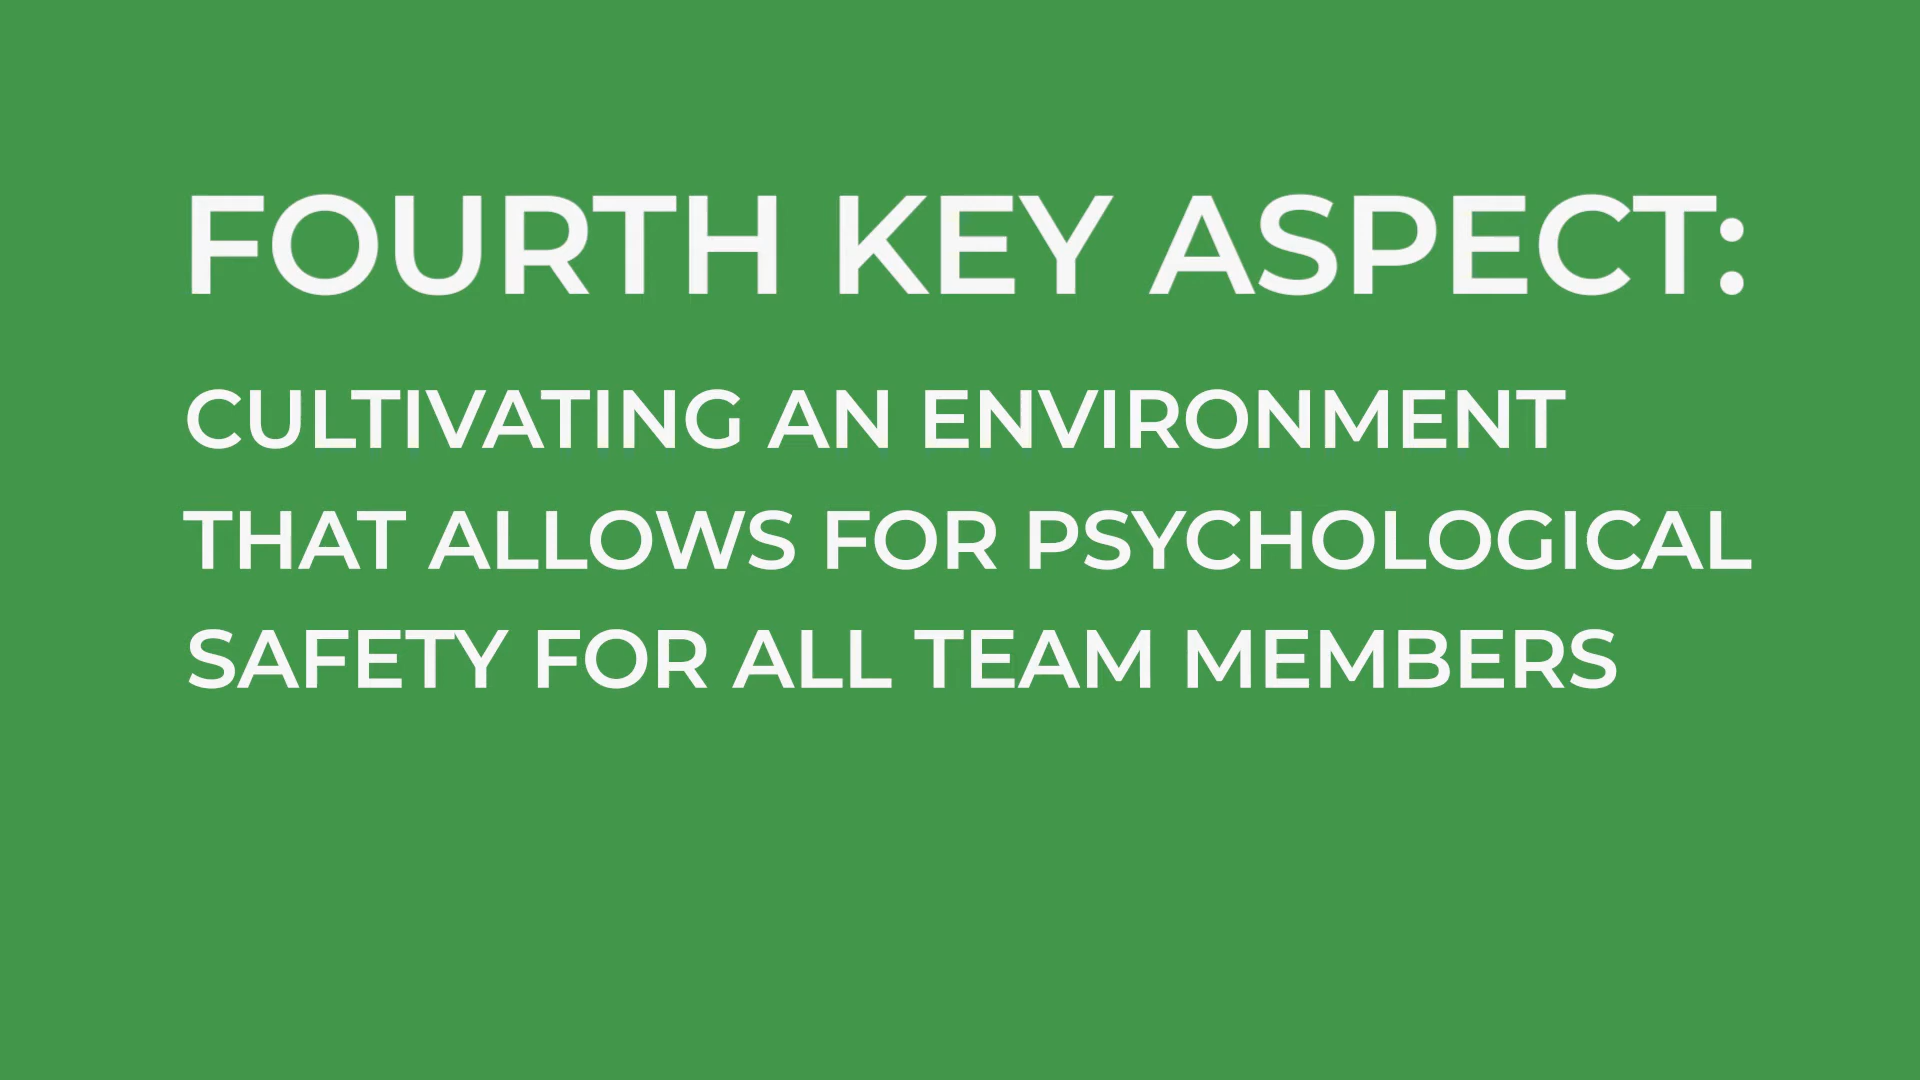 FOURTH KEY ASPECT:
CULTIVATING AN ENVIRONMENT
THAT ALLOWS FOR PSYCHOLOGICAL
SAFETY FOR ALL TEAM MEMBERS